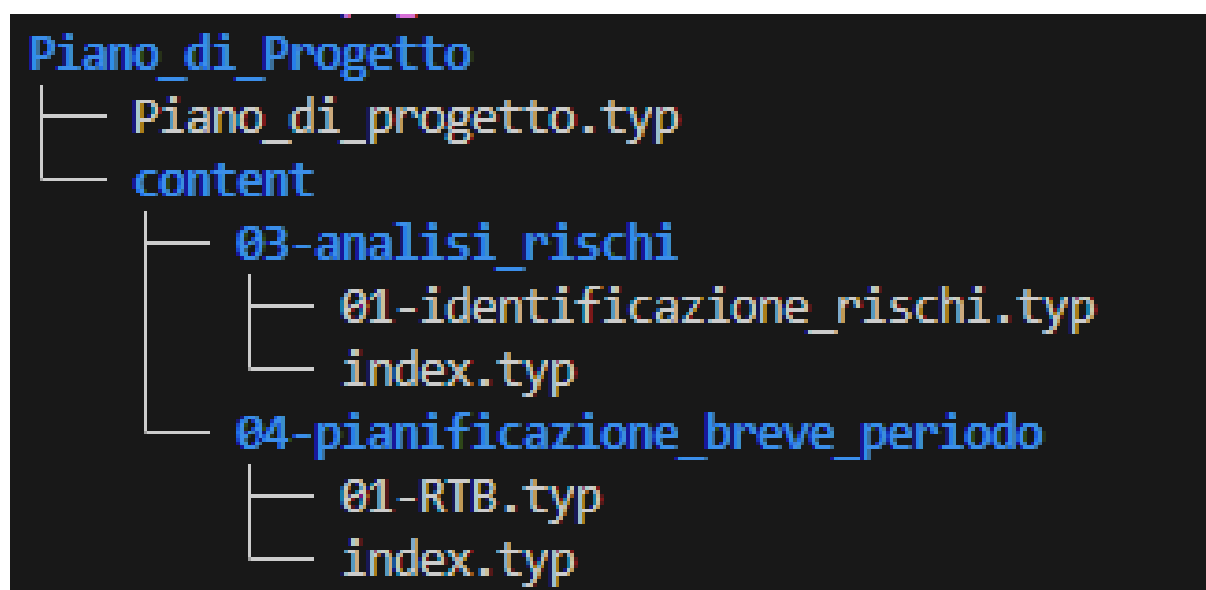 Piano_di_Progetto
├── Piano_di_progetto.typ
└── content
    ├── 03-analisi_rischi
    │   ├── 01-identificazione_rischi.typ
    │   └── index.typ
    └── 04-pianificazione_breve_periodo
        ├── 01-RTB.typ
        └── index.typ